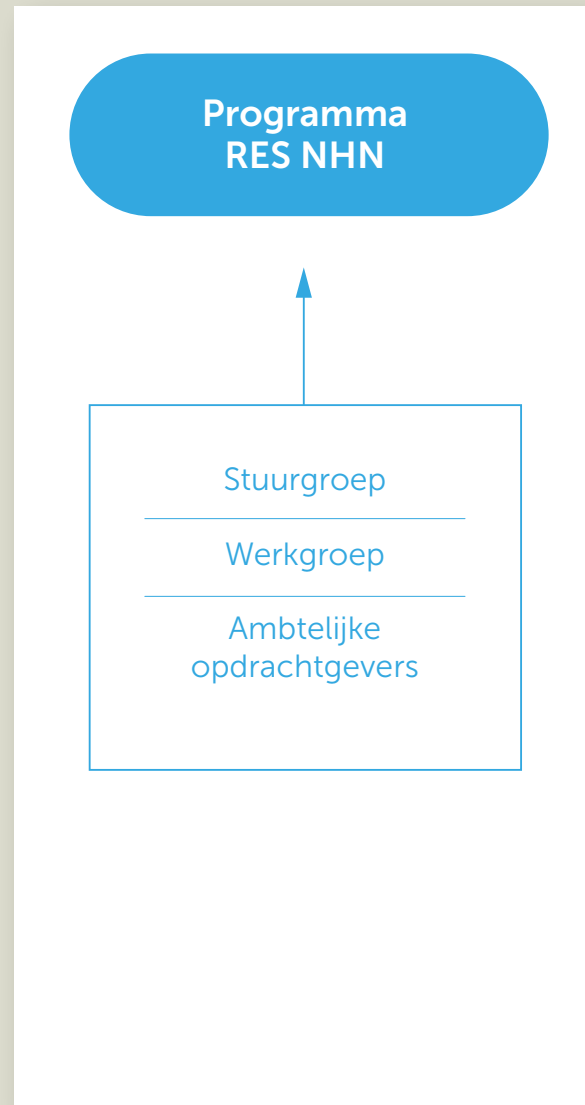 Programma
RES NHN
Stuurgroep
Werkgroep
Ambtelijke
opdrachtgevers